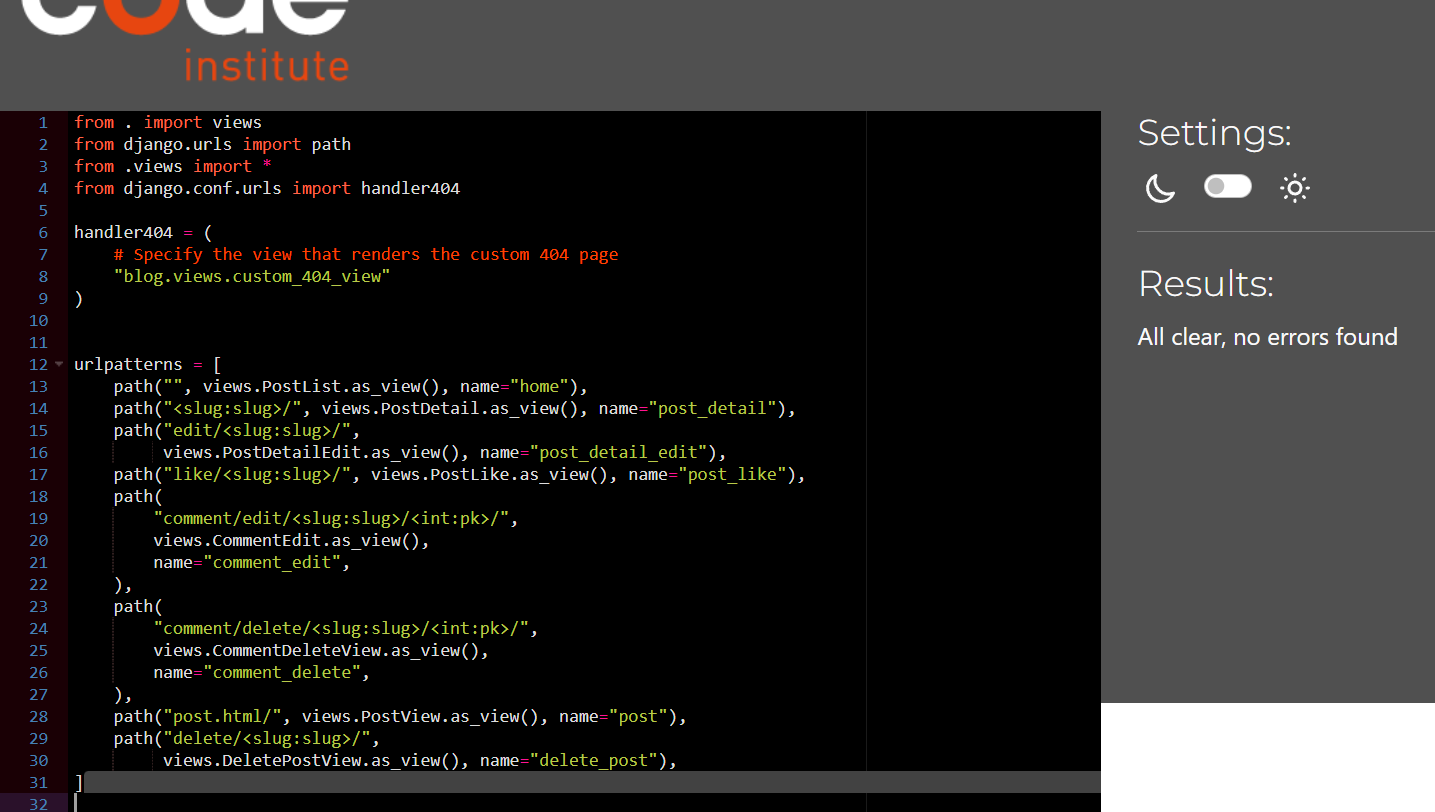 code
institute
1 from . import views
2 from django.urls import path
3 from .views import *
4 from django.conf.urls import handler404
5
6 handler404 = (
7     # Specify the view that renders the custom 404 page
8     "blog.views.custom_404_view"
9 )
10
11
12 urlpatterns = [
13     path("", views.PostList.as_view(), name="home"),
14     path("<slug:slug>/", views.PostDetail.as_view(), name="post_detail"),
15     path("edit/<slug:slug>/",
16          views.PostDetailEdit.as_view(), name="post_detail_edit"),
17     path("like/<slug:slug>/", views.PostLike.as_view(), name="post_like"),
18     path(
19         "comment/edit/<slug:slug>/<int:pk>/",
20         views.CommentEdit.as_view(),
21         name="comment_edit",
22     ),
23     path(
24         "comment/delete/<slug:slug>/<int:pk>/",
25         views.CommentDeleteView.as_view(),
26         name="comment_delete",
27     ),
28     path("post.html/", views.PostView.as_view(), name="post"),
29     path("delete/<slug:slug>/",
30          views.DeletePostView.as_view(), name="delete_post"),
31 ]
32
Settings:
Results:
All clear, no errors found